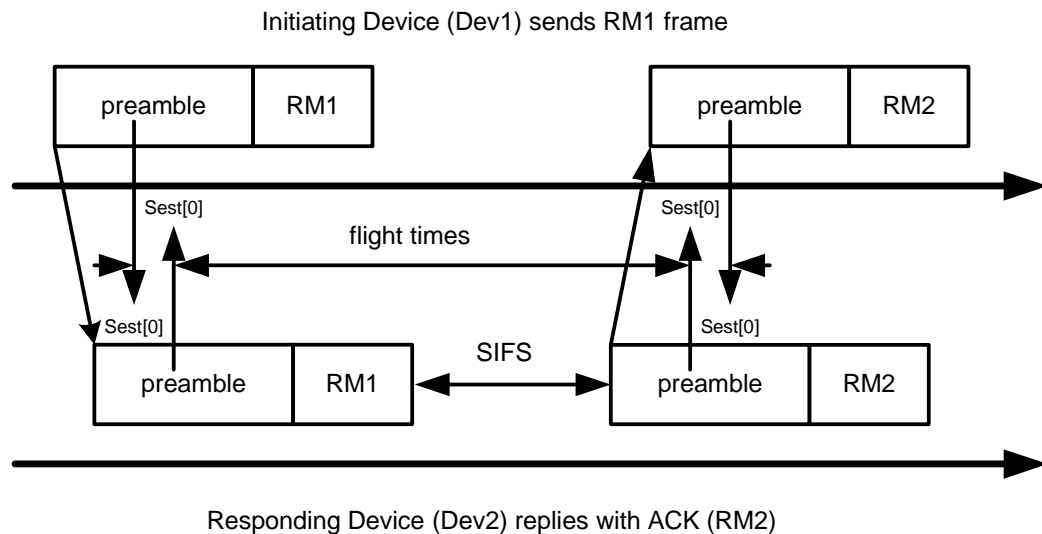 Initiating Device (Dev1) sends RM1 frame
preamble
RM1
preamble
RM2
Sest[0]
Sest[0]
flight times
Sest[0]
Sest[0]
SIFS
preamble
RM1
preamble
RM2
Responding Device (Dev2) replies with ACK (RM2)